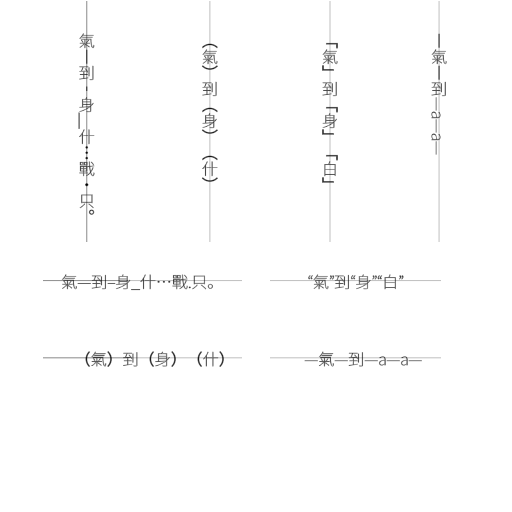 氣—到-身_什…戰·只。
（氣）到（身）（什）
「氣」到「身」「白」
—氣—到—a—a—
氣—到–身_什…戰.只。
“氣”到“身”“白”
（氣）到（身）（什）
—氣—到—a—a—